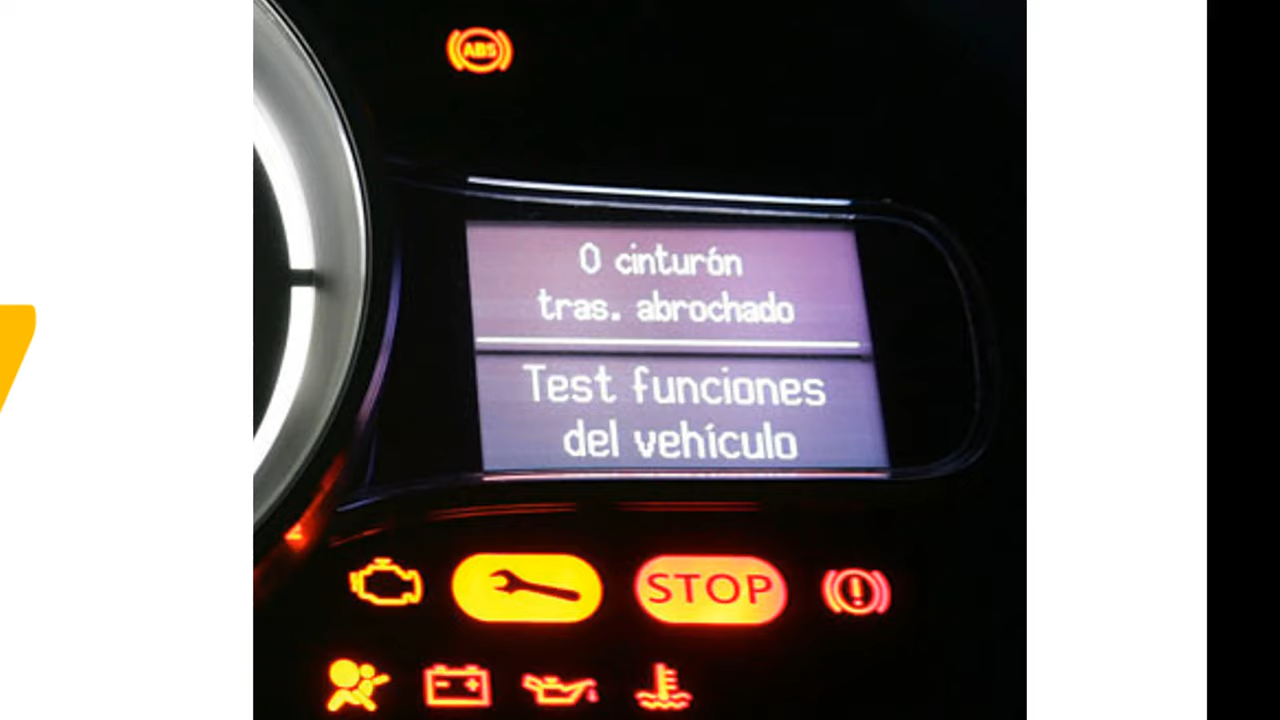 ABS
0 cinturón
tras. abrochado
Test funciones
del vehículo
STOP